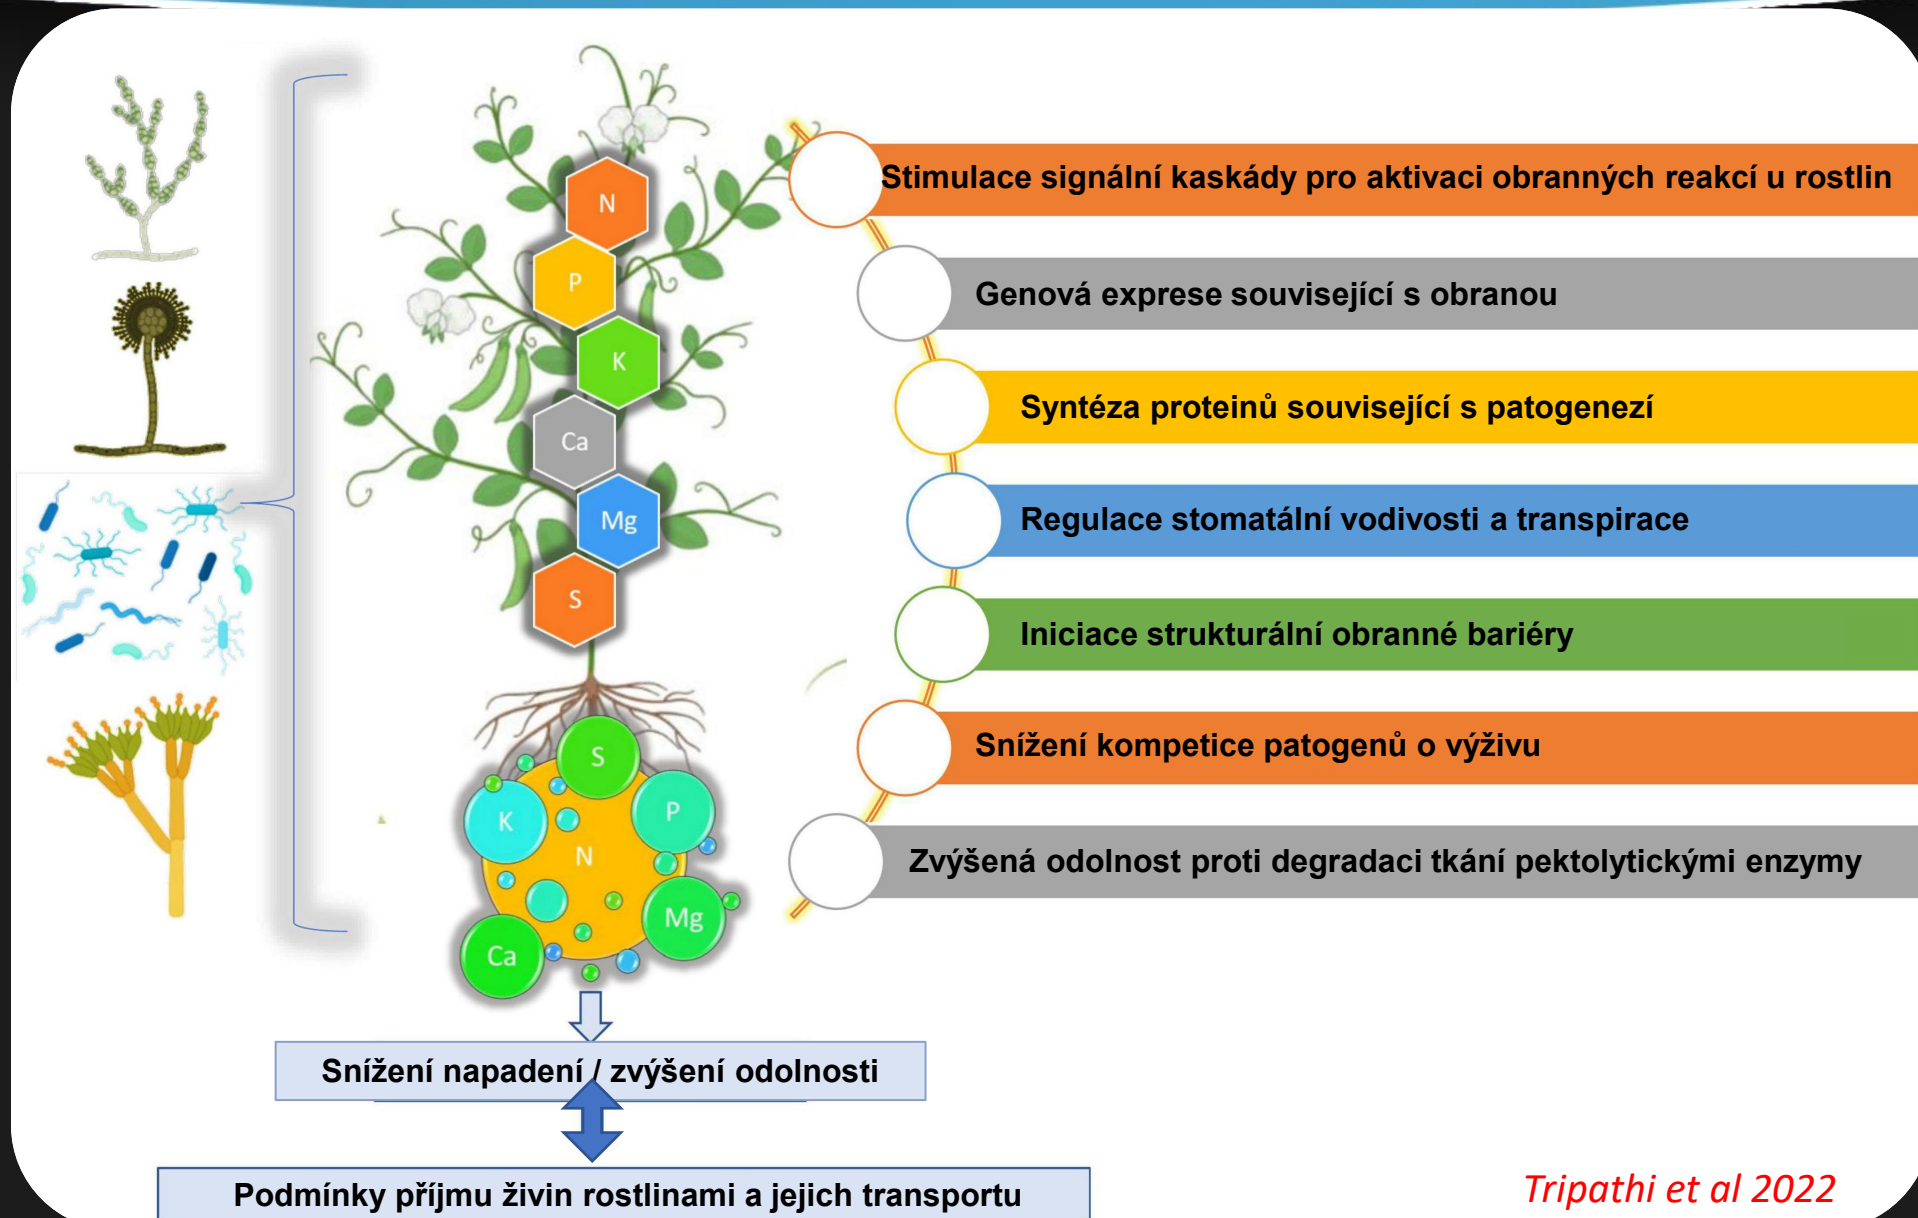 N
P
K
Ca
Mg
S
Stimulace signální kaskády pro aktivaci obranných reakcí u rostlin
Genová exprese související s obranou
Syntéza proteinů související s patogenezí
Regulace stomatální vodivosti a transpirace
Iniciace strukturální obranné bariéry
Snížení kompetice patogenů o výživu
Zvýšená odolnost proti degradaci tkání pektolytickými enzymy
S
K
P
N
Mg
Ca
Snížení napadení / zvýšení odolnosti
Podmínky příjmu živin rostlinami a jejich transportu
Tripathi et al 2022